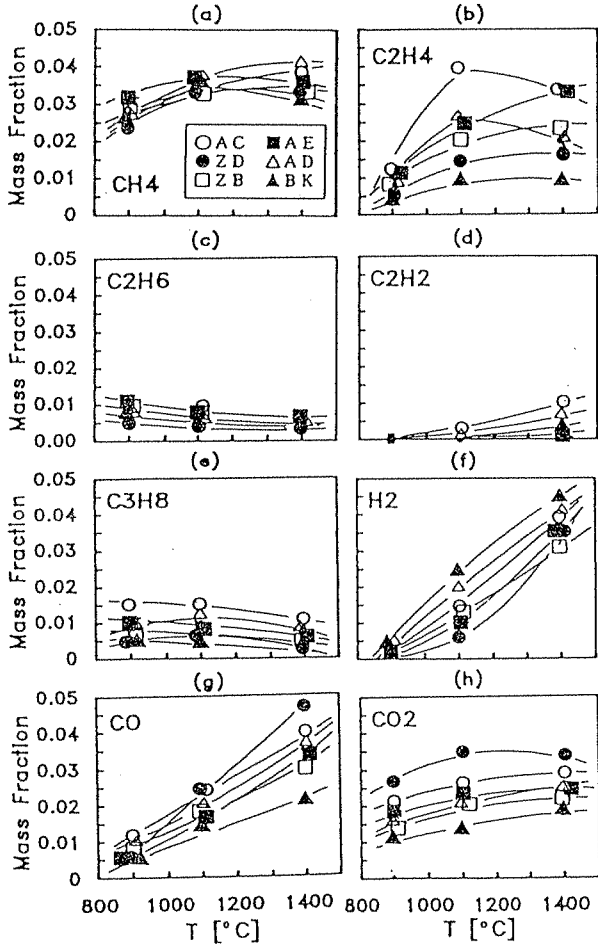 (a) (b)
Mass Fraction
0.05
0.04
0.03
0.02
0.01
0
CH4
C2H4
AC AE
ZD AD
ZB BK
(c) (d)
Mass Fraction
0.05
0.04
0.03
0.02
0.01
0.00
C2H6
C2H2
(e) (f)
Mass Fraction
0.05
0.04
0.03
0.02
0.01
0
C3H8
H2
(g) (h)
Mass Fraction
0.05
0.04
0.03
0.02
0.01
0
CO
CO2
800 1000 1200 1400 800 1000 1200 1400
T [°C] T [°C]